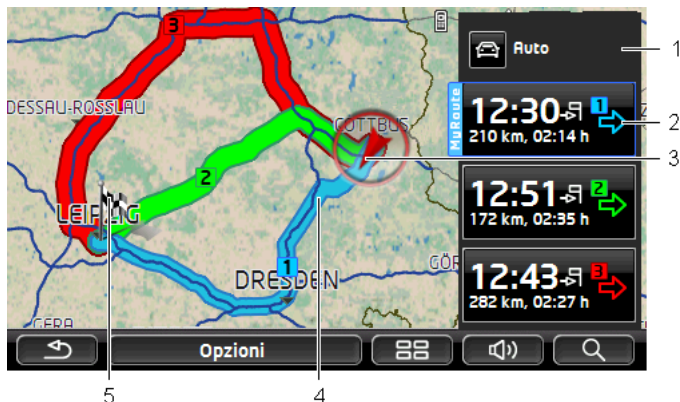 3
Auto
1
DESSAU-ROSSLAU
COTTBUS
MyRoute
12:30
1
2
210 km, 02:14 h
3
2
12:51
2
172 km, 02:35 h
LEIPZIG
DRESDEN
1
GÖR
12:43
3
282 km, 02:27 h
GERA
Opzioni
5
4